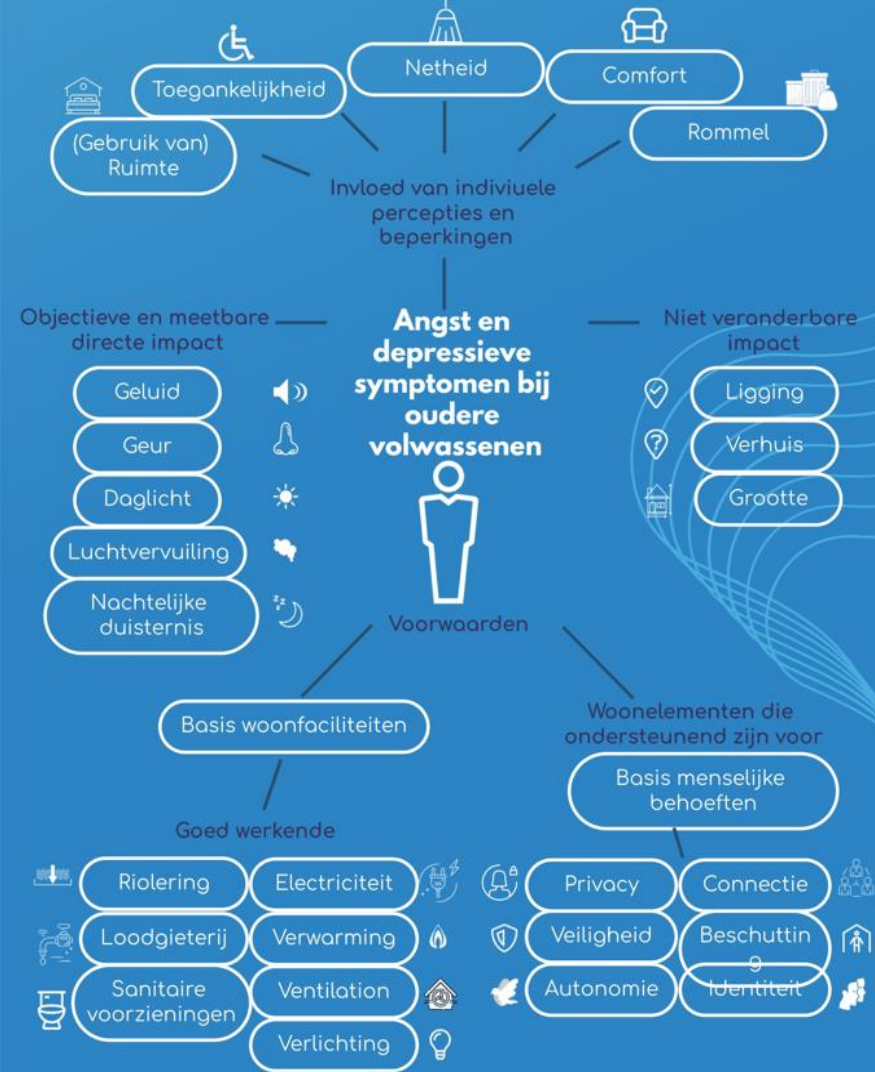 Netheid
Toegankelijkheid
Comfort
(Gebruik van)
Ruimte
Rommel
Invloed van indiviuele
percepties en
beperkingen
Objectieve en meetbare
directe impact
Geluid
Geur
Daglicht
Luchtvervuiling
Nachtelijke
duisternis
Angst en
depressieve
symptomen bij
oudere
volwassenen
Niet veranderbare
impact
Ligging
Verhuis
Grootte
Voorwaarden
Basis woonfaciliteiten
Goed werkende
Riolering
Electriciteit
Loodgieterij
Verwarming
Sanitaire
voorzieningen
Ventilation
Verlichting
Woonelementen die
ondersteunend zijn voor
Basis menselijke
behoeften
Privacy
Connectie
Veiligheid
Beschuttin
g
Autonomie
Identiteit